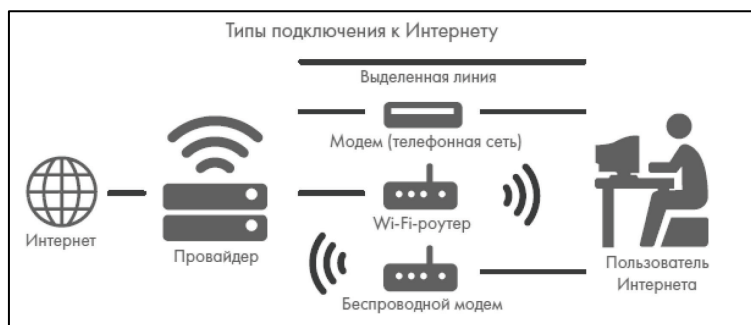 Типы подключения к Интернету
Выделенная линия
Модем (телефонная сеть)
Интернет
Провайдер
Wi-Fi-роутер
Беспроводной модем
Пользователь
Интернета